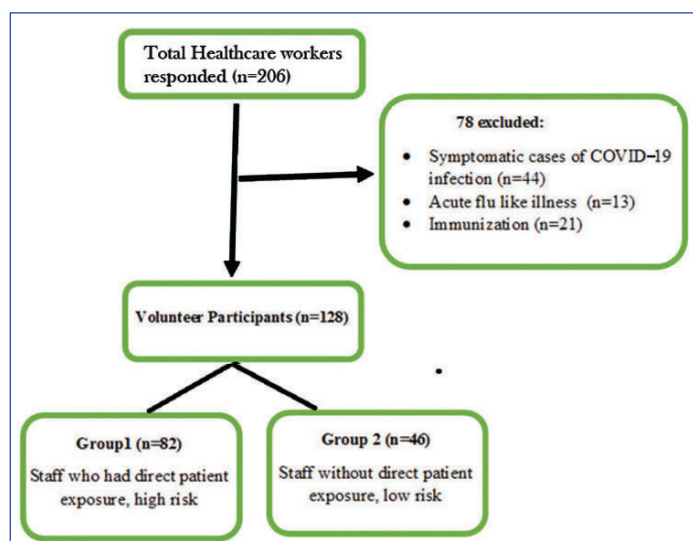 Total Healthcare workers
responded (n=206)
78 excluded:
• Symptomatic cases of COVID-19
infection (n=44)
• Acute flu like illness (n=13)
• Immunization (n=21)
Volunteer Participants (n=128)
Group1 (n=82)
Staff who had direct patient
exposure, high risk
Group 2 (n=46)
Staff without direct patient
exposure, low risk